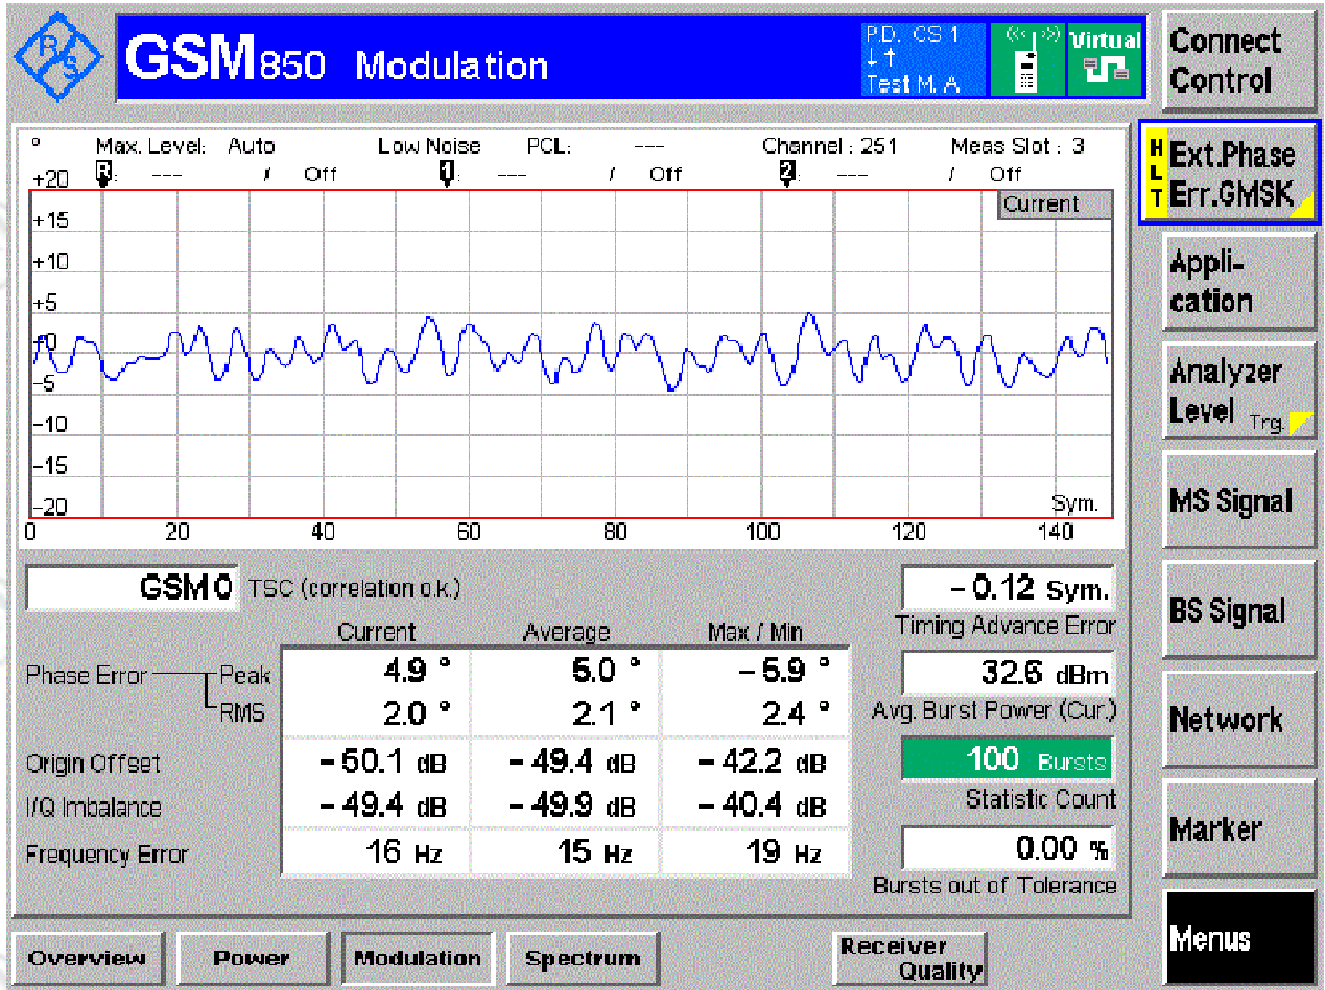 R S
GSM850 Modulation
P.D. CS 1
Test M. A.
Virtual
Connect
Control
° Max. Level: Auto Low Noise PCL: --- Channel : 251 Meas Slot : 3
R: --- / Off 1: --- / Off 2: --- / Off
Current
+20
+15
+10
+5
+0
-5
-10
-15
-20
Sym.
0 20 40 60 80 100 120 140
HLT
Ext.Phase
Err.GMSK
Appli-
cation
Analyzer
Level Trg.
MS Signal
BS Signal
Network
Marker
Menus
GSM 0 TSC (correlation o.k.)
- 0.12 Sym.
Timing Advance Error
Current Average Max / Min
Phase Error Peak 4.9 ° 5.0 ° - 5.9 °
RMS 2.0 ° 2.1 ° 2.4 °
32.6 dBm
Avg. Burst Power (Cur.)
Origin Offset - 50.1 dB - 49.4 dB - 42.2 dB
100 Bursts
Statistic Count
I/Q Imbalance - 49.4 dB - 49.9 dB - 40.4 dB
Frequency Error 16 Hz 15 Hz 19 Hz
0.00 %
Bursts out of Tolerance
Overview Power Modulation Spectrum
Receiver
Quality